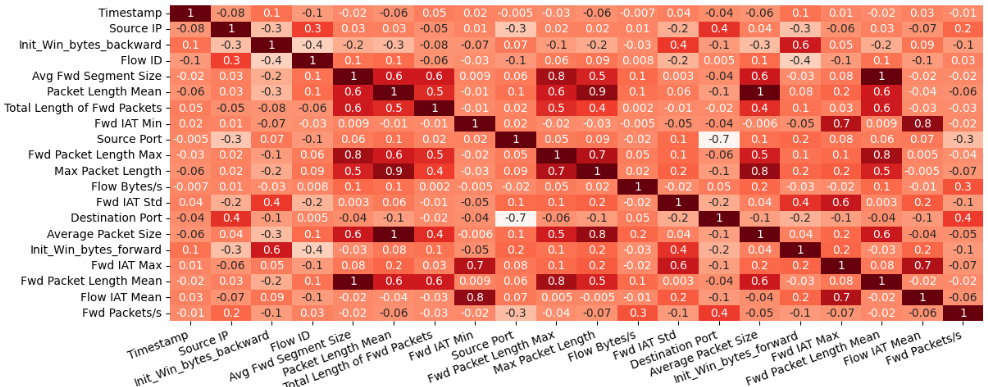 Timestamp 1 -0.08 0.1 -0.1 -0.02 -0.06 0.05 0.02 -0.005 -0.03 -0.06 -0.007 0.04 -0.04 -0.06 0.1 0.01 -0.02 0.03 -0.01
Source IP -0.08 1 -0.3 0.3 0.03 0.03 -0.05 0.01 -0.3 0.02 0.02 0.01 -0.2 0.4 0.04 -0.3 -0.06 0.03 -0.07 0.2
Init_Win_bytes_backward 0.1 -0.3 1 -0.4 -0.2 -0.3 -0.08 -0.07 0.07 -0.1 -0.2 -0.03 0.4 -0.1 -0.3 0.6 0.05 -0.2 0.09 -0.1
Flow ID -0.1 0.3 -0.4 1 0.1 0.1 -0.06 -0.03 -0.1 0.06 0.09 0.008 -0.2 0.005 0.1 -0.4 -0.1 0.1 -0.1 0.03
Avg Fwd Segment Size -0.02 0.03 -0.2 0.1 1 0.6 0.6 0.009 0.06 0.8 0.5 0.1 0.003 -0.04 0.6 -0.03 0.08 1 -0.02 -0.02
Packet Length Mean -0.06 0.03 -0.3 0.1 0.6 1 0.5 -0.01 0.1 0.6 0.9 0.1 0.06 -0.1 1 0.08 0.2 0.6 -0.04 -0.06
Total Length of Fwd Packets 0.05 -0.05 -0.08 -0.06 0.6 0.5 1 -0.01 0.02 0.5 0.4 0.002 -0.01 -0.02 0.4 0.1 0.03 0.6 -0.03 -0.03
Fwd IAT Min 0.02 0.01 -0.07 -0.03 0.009 -0.01 -0.01 1 0.02 -0.02 -0.03 -0.005 -0.05 -0.04 -0.006 -0.05 0.7 0.009 0.8 -0.02
Source Port -0.005 -0.3 0.07 -0.1 0.06 0.1 0.02 0.02 1 0.05 0.09 -0.02 0.1 -0.7 0.1 0.2 0.08 0.06 0.07 -0.3
Fwd Packet Length Max -0.03 0.02 -0.1 0.06 0.8 0.6 0.5 -0.02 0.05 1 0.7 0.05 0.1 -0.06 0.5 0.1 0.1 0.8 0.005 -0.04
Max Packet Length -0.06 0.02 -0.2 0.09 0.5 0.9 0.4 -0.03 0.09 0.7 1 0.02 0.2 -0.1 0.8 0.2 0.2 0.5 -0.005 -0.07
Flow Bytes/s -0.007 0.01 -0.03 0.008 0.1 0.1 0.002 -0.005 -0.02 0.05 0.02 1 -0.02 0.05 0.2 -0.03 -0.02 0.1 -0.01 0.3
Fwd IAT Std 0.04 -0.2 0.4 -0.2 0.003 0.06 -0.01 -0.05 0.1 0.1 0.2 -0.02 1 -0.2 0.04 0.4 0.6 0.003 0.2 -0.1
Destination Port -0.04 0.4 -0.1 0.005 -0.04 -0.1 -0.02 -0.04 -0.7 -0.06 -0.1 0.05 -0.2 1 -0.1 -0.2 -0.1 -0.04 -0.1 0.4
Average Packet Size -0.06 0.04 -0.3 0.1 0.6 1 0.4 -0.006 0.1 0.5 0.8 0.2 0.04 -0.1 1 0.04 0.2 0.6 -0.04 -0.05
Init_Win_bytes_forward 0.1 -0.3 0.6 -0.4 -0.03 0.08 0.1 -0.05 0.2 0.1 0.2 -0.03 0.4 -0.2 0.04 1 0.2 -0.03 0.2 -0.1
Fwd IAT Max 0.01 -0.06 0.05 -0.1 0.08 0.2 0.03 0.7 0.08 0.1 0.2 -0.02 0.6 -0.1 0.2 0.2 1 0.08 0.7 -0.07
Fwd Packet Length Mean -0.02 0.03 -0.2 0.1 1 0.6 0.6 0.009 0.06 0.8 0.5 0.1 0.003 -0.04 0.6 -0.03 0.08 1 -0.02 -0.02
Flow IAT Mean 0.03 -0.07 0.09 -0.1 -0.02 -0.04 -0.03 0.8 0.07 0.005 -0.005 -0.01 0.2 -0.1 -0.04 0.2 0.7 -0.02 1 -0.06
Fwd Packets/s -0.01 0.2 -0.1 0.03 -0.02 -0.06 -0.03 -0.02 -0.3 -0.04 -0.07 0.3 -0.1 0.4 -0.05 -0.1 -0.07 -0.02 -0.06 1
Timestamp
Source IP
Init_Win_bytes_backward
Flow ID
Avg Fwd Segment Size
Packet Length Mean
Total Length of Fwd Packets
Fwd IAT Min
Source Port
Fwd Packet Length Max
Max Packet Length
Flow Bytes/s
Fwd IAT Std
Destination Port
Average Packet Size
Init_Win_bytes_forward
Fwd IAT Max
Fwd Packet Length Mean
Flow IAT Mean
Fwd Packets/s